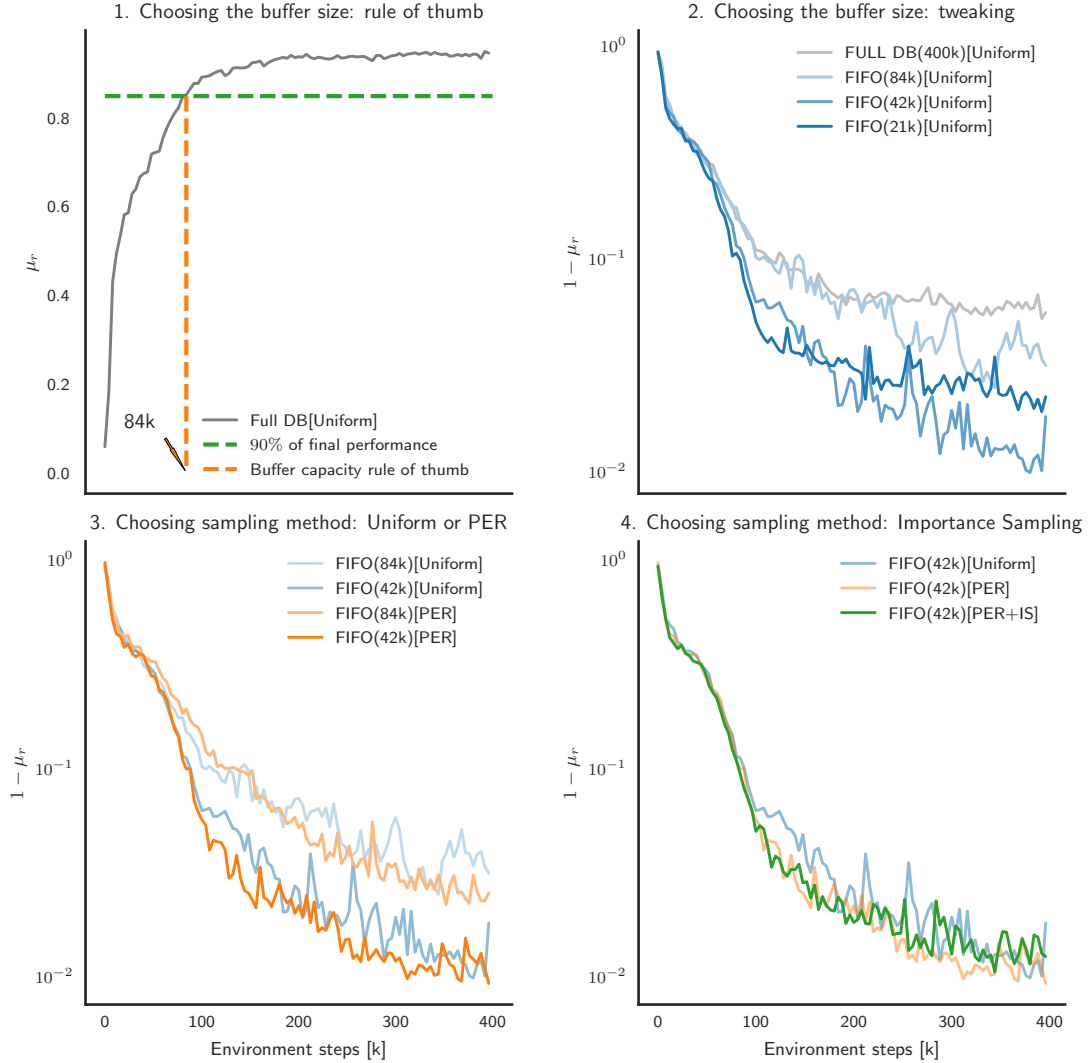 1. Choosing the buffer size: rule of thumb
0.8
0.6
0.4
0.2
0.0
μr
84k
Full DB[Uniform]
90% of final performance
Buffer capacity rule of thumb
2. Choosing the buffer size: tweaking
10^0
10^-1
10^-2
1 − μr
FULL DB(400k)[Uniform]
FIFO(84k)[Uniform]
FIFO(42k)[Uniform]
FIFO(21k)[Uniform]
3. Choosing sampling method: Uniform or PER
10^0
10^-1
10^-2
1 − μr
FIFO(84k)[Uniform]
FIFO(42k)[Uniform]
FIFO(84k)[PER]
FIFO(42k)[PER]
0 100 200 300 400
Environment steps [k]
4. Choosing sampling method: Importance Sampling
10^0
10^-1
10^-2
1 − μr
FIFO(42k)[Uniform]
FIFO(42k)[PER]
FIFO(42k)[PER+IS]
0 100 200 300 400
Environment steps [k]